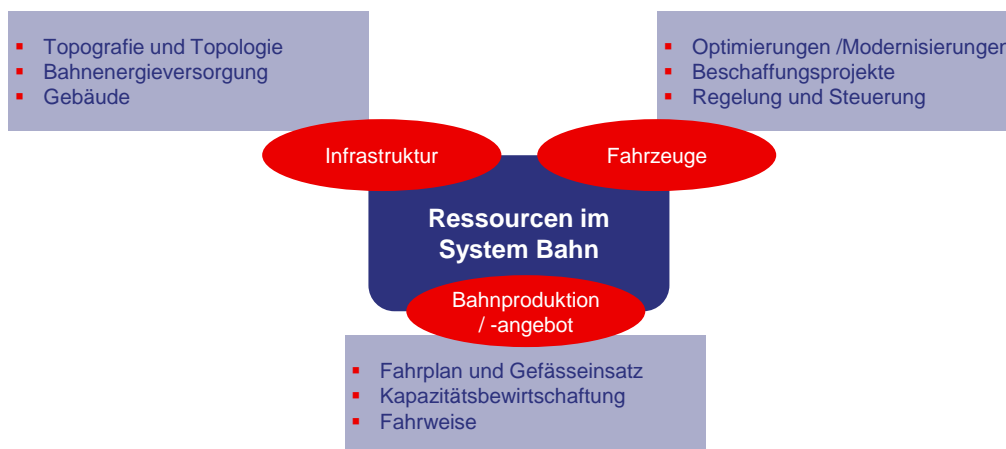 Topografie und Topologie
Bahnenergieversorgung
Gebäude
Optimierungen /Modernisierungen
Beschaffungsprojekte
Regelung und Steuerung
Infrastruktur
Fahrzeuge
Ressourcen im
System Bahn
Bahnproduktion
/ -angebot
Fahrplan und Gefässeinsatz
Kapazitätsbewirtschaftung
Fahrweise